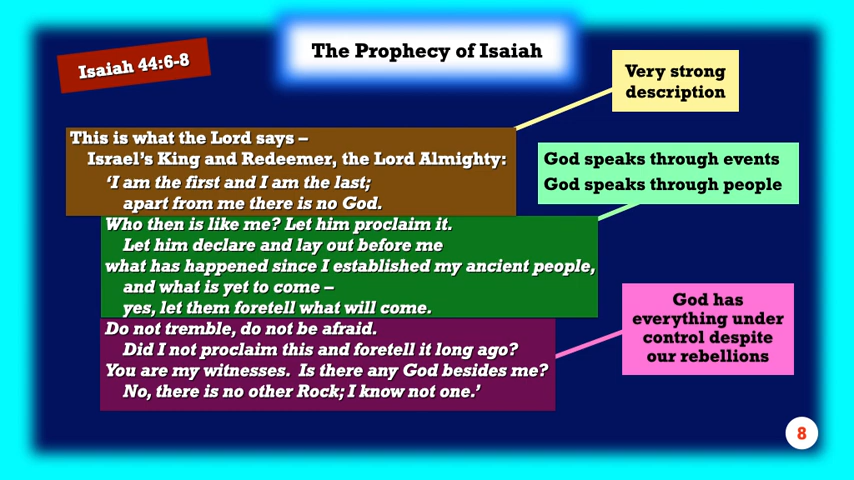 The Prophecy of Isaiah
Isaiah 44:6-8
Very strong
description
This is what the Lord says –
Israel's King and Redeemer, the Lord Almighty:
'I am the first and I am the last;
apart from me there is no God.
God speaks through events
God speaks through people
Who then is like me? Let him proclaim it.
Let him declare and lay out before me
what has happened since I established my ancient people,
and what is yet to come –
yes, let them foretell what will come.
God has
everything under
control despite
our rebellions
Do not tremble, do not be afraid.
Did I not proclaim this and foretell it long ago?
You are my witnesses.  Is there any God besides me?
No, there is no other Rock; I know not one.'
8